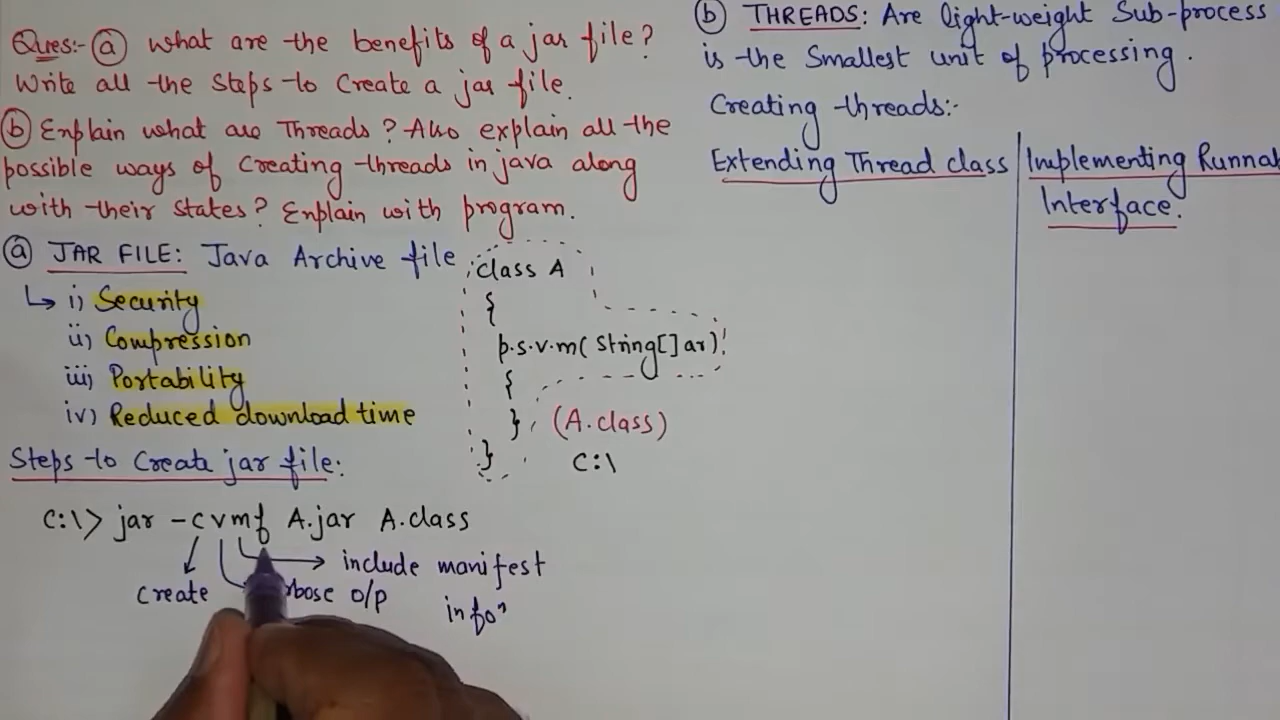 Ques:- (a) What are the benefits of a jar file?
Write all the steps to create a jar file.
(b) Explain what are Threads? Also explain all the
possible ways of creating threads in java along
with their states? Explain with program.
(a) JAR FILE: Java Archive file
↳ i) Security
ii) Compression
iii) Portability
iv) Reduced download time
class A
{
p.s.v.m( String[] ar)
{
}
}
(A.class)
C:\
Steps to Create jar file:
C:\> jar -cvmf A.jar A.class
create
o/p
include manifest
info"
(b) THREADS: Are light-weight Sub-process
is the smallest unit of processing.
Creating threads:-
Extending Thread class
Implementing
Interface.